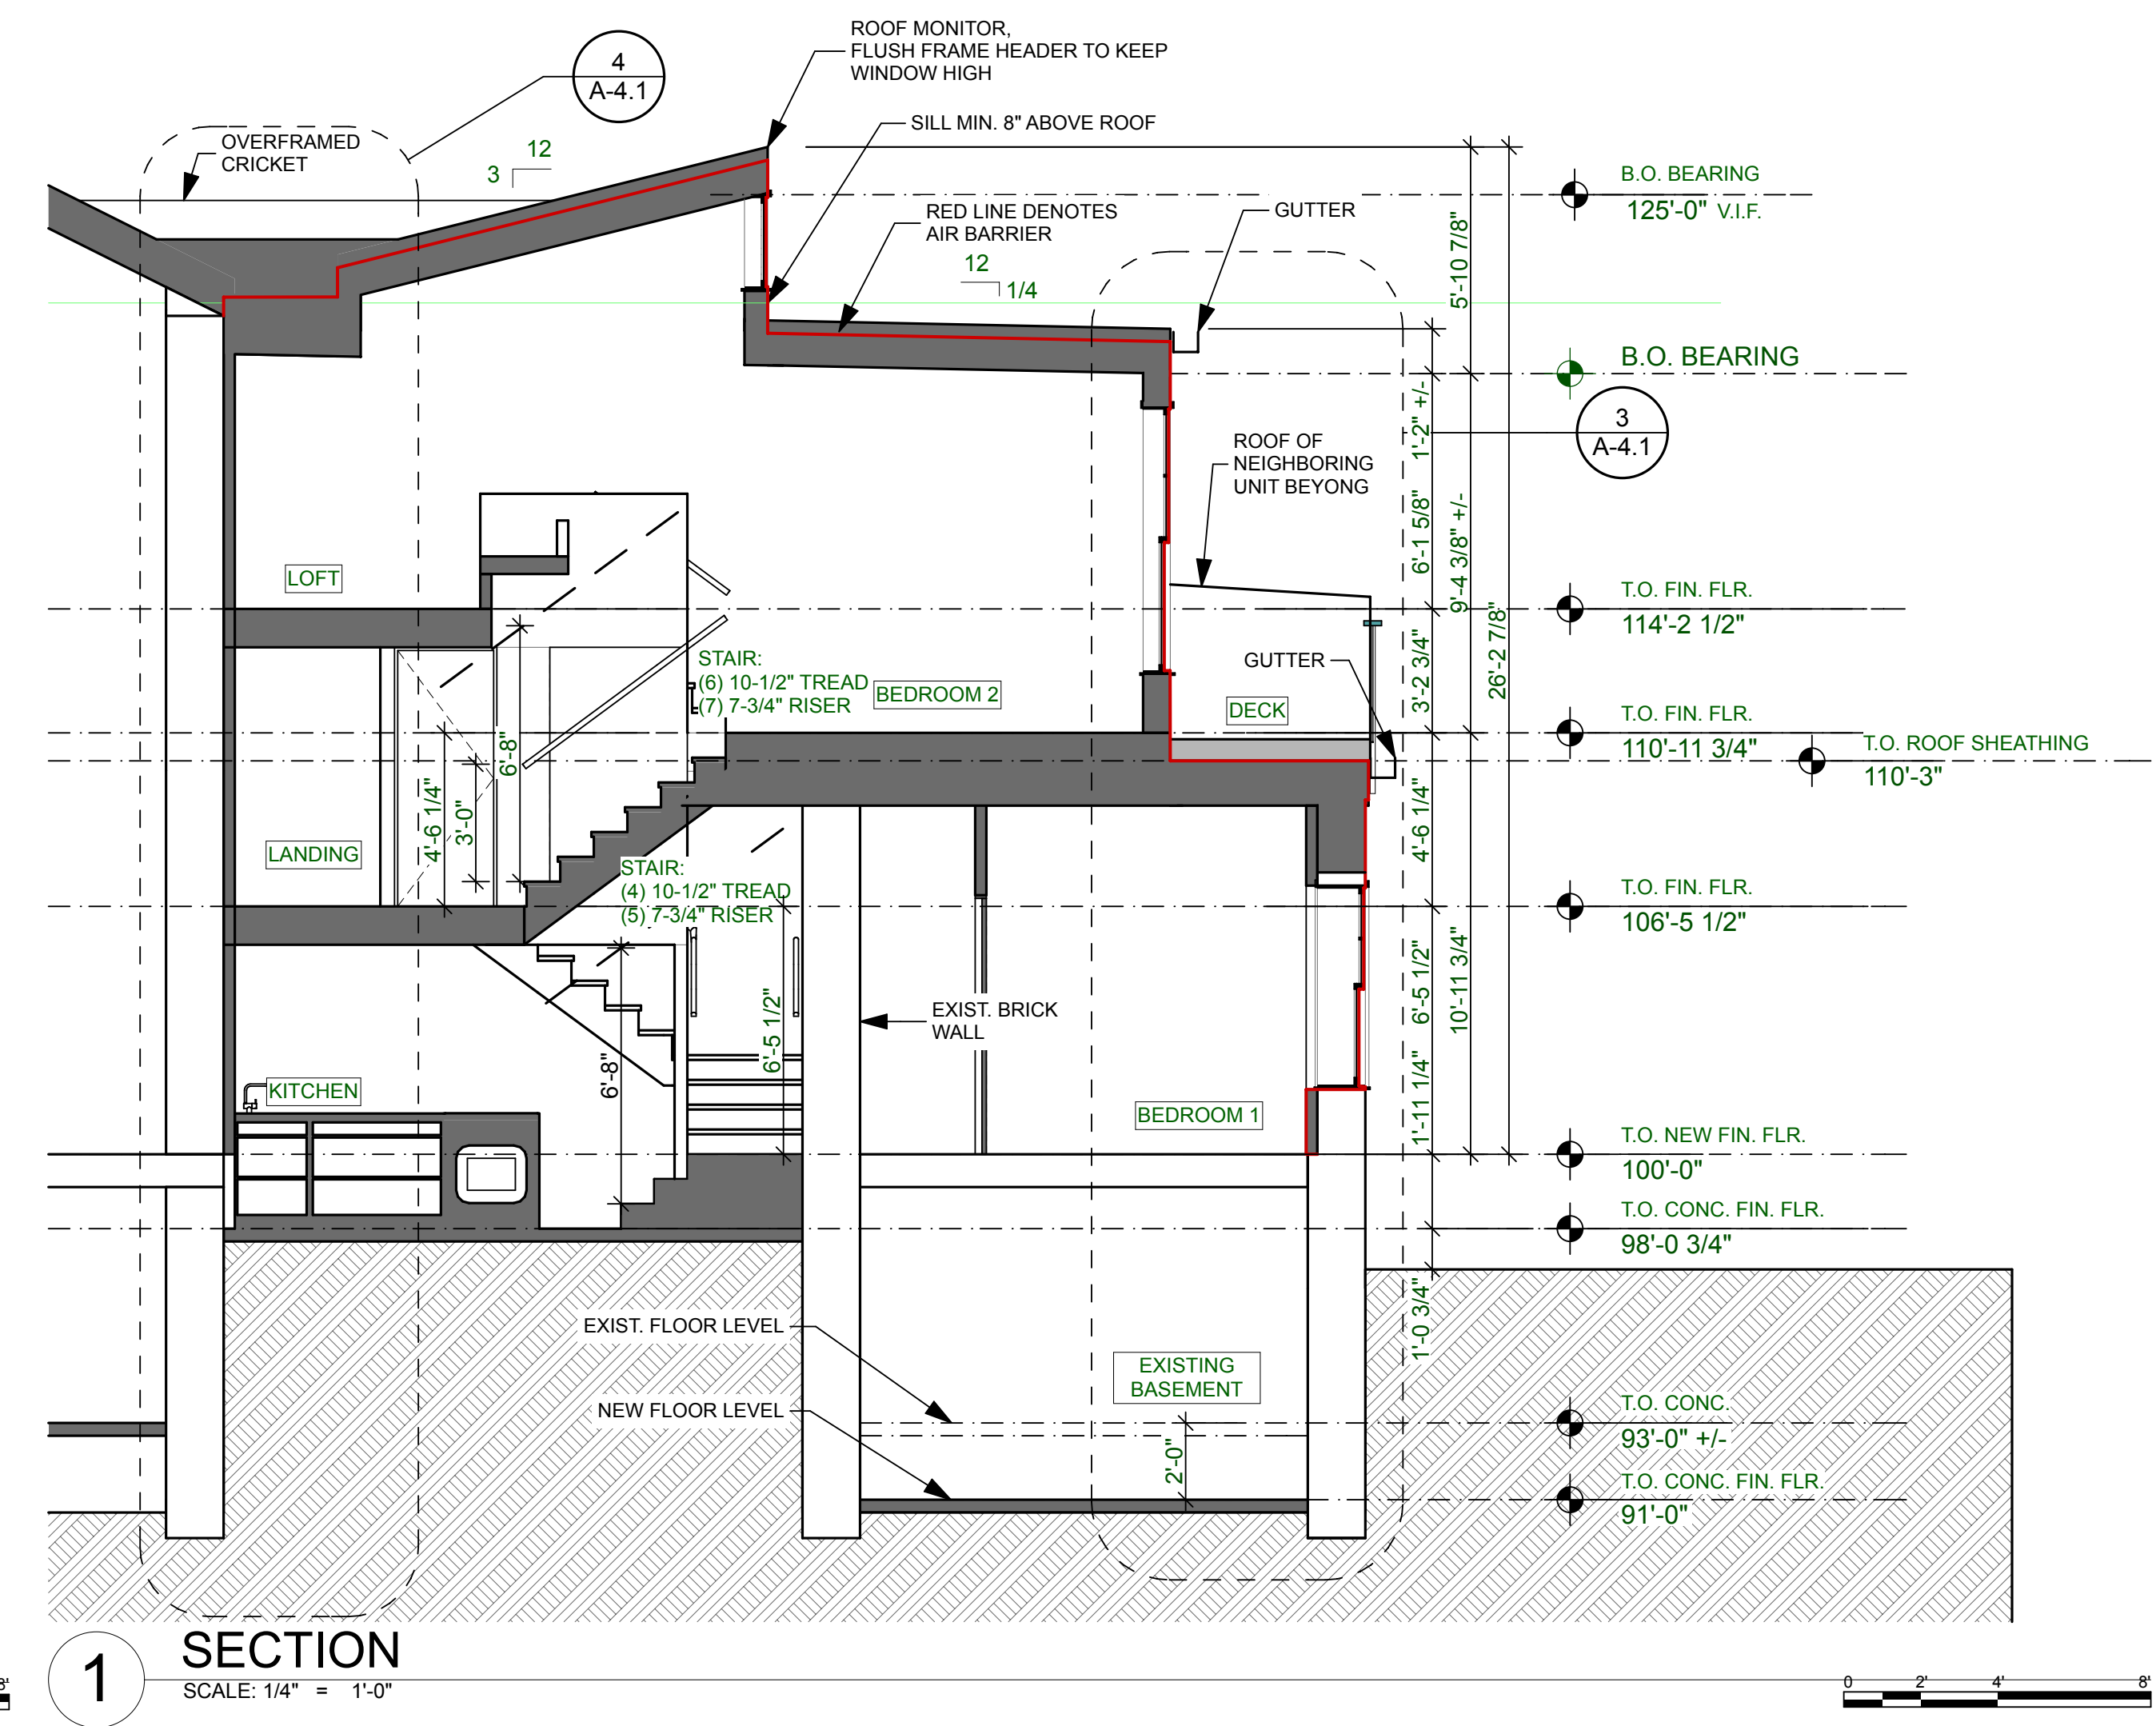 ROOF MONITOR,
FLUSH FRAME HEADER TO KEEP
WINDOW HIGH
4
A-4.1
SILL MIN. 8" ABOVE ROOF
OVERFRAMED
CRICKET
12
3
B.O. BEARING
125'-0" V.I.F.
RED LINE DENOTES
AIR BARRIER
GUTTER
12
1/4
5'-10 7/8"
B.O. BEARING
3
A-4.1
1'-2" +/-
ROOF OF
NEIGHBORING
UNIT BEYONG
6'-1 5/8"
9'-4 3/8" +/-
26'-2 7/8"
LOFT
T.O. FIN. FLR.
114'-2 1/2"
STAIR:
(6) 10-1/2" TREAD
(7) 7-3/4" RISER
BEDROOM 2
GUTTER
DECK
3'-2 3/4"
T.O. FIN. FLR.
110'-11 3/4"
T.O. ROOF SHEATHING
110'-3"
6'-8"
4'-6 1/4"
3'-0"
4'-6 1/4"
LANDING
STAIR:
(4) 10-1/2" TREAD
(5) 7-3/4" RISER
T.O. FIN. FLR.
106'-5 1/2"
EXIST. BRICK
WALL
6'-5 1/2"
6'-5 1/2"
10'-11 3/4"
6'-8"
KITCHEN
BEDROOM 1
1'-11 1/4"
T.O. NEW FIN. FLR.
100'-0"
T.O. CONC. FIN. FLR.
98'-0 3/4"
1'-0 3/4"
EXIST. FLOOR LEVEL
EXISTING
BASEMENT
NEW FLOOR LEVEL
T.O. CONC.
93'-0" +/-
2'-0"
T.O. CONC. FIN. FLR.
91'-0"
1
SECTION
SCALE: 1/4" = 1'-0"
8'
0 2' 4' 8'